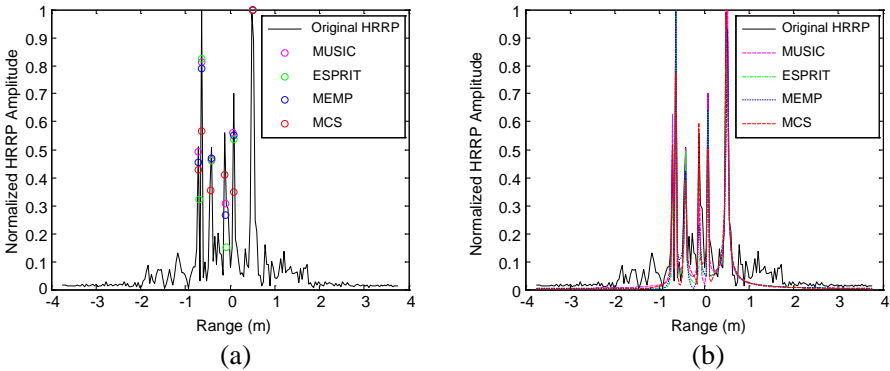 1
0.9
0.8
0.7
0.6
0.5
0.4
0.3
0.2
0.1
0
Normalized HRRP Amplitude
-4 -3 -2 -1 0 1 2 3 4
Range (m)
Original HRRP
MUSIC
ESPRIT
MEMP
MCS
(a)
1
0.9
0.8
0.7
0.6
0.5
0.4
0.3
0.2
0.1
0
Normalized HRRP Amplitude
-4 -3 -2 -1 0 1 2 3 4
Range (m)
Original HRRP
MUSIC
ESPRIT
MEMP
MCS
(b)